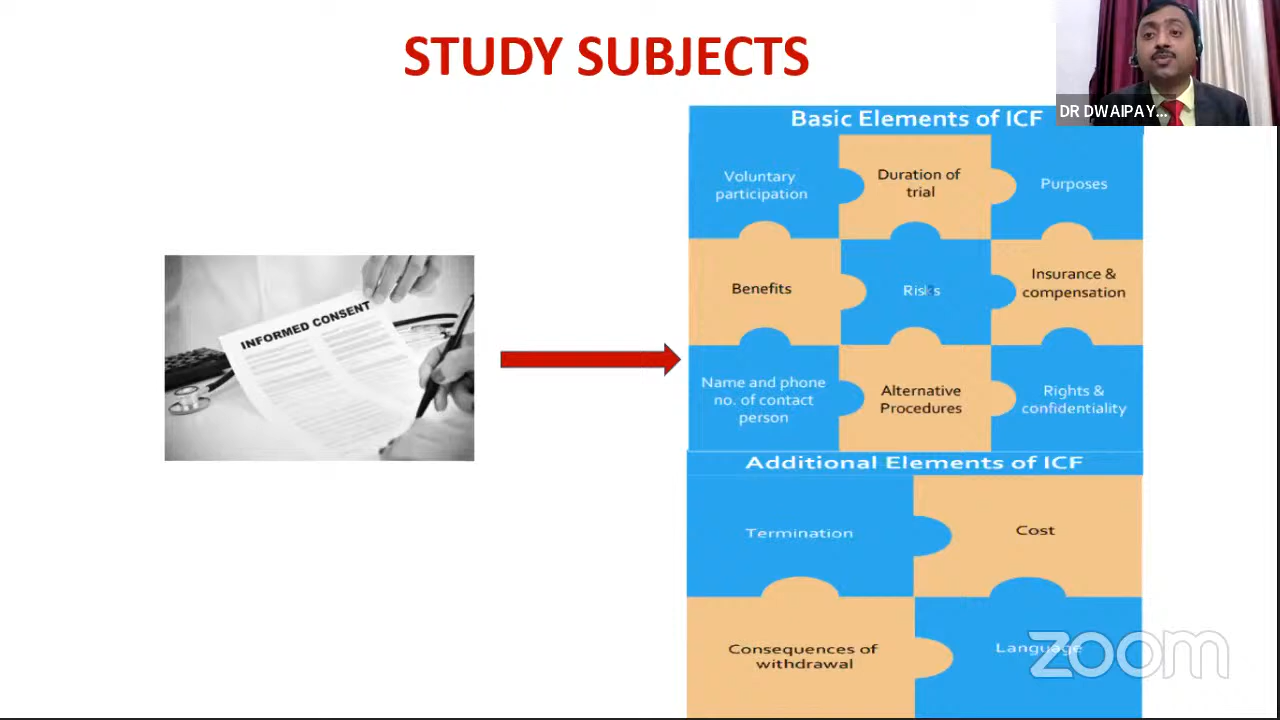 STUDY SUBJECTS
DR DWAIPAY...
Basic Elements of ICF
Voluntary
participation
Duration of
trial
Purposes
Benefits
Risks
Insurance &
compensation
Name and phone
no. of contact
person
Alternative
Procedures
Rights &
confidentiality
INFORMED CONSENT
Additional Elements of ICF
Termination
Cost
Consequences of
withdrawal
Language
zoom